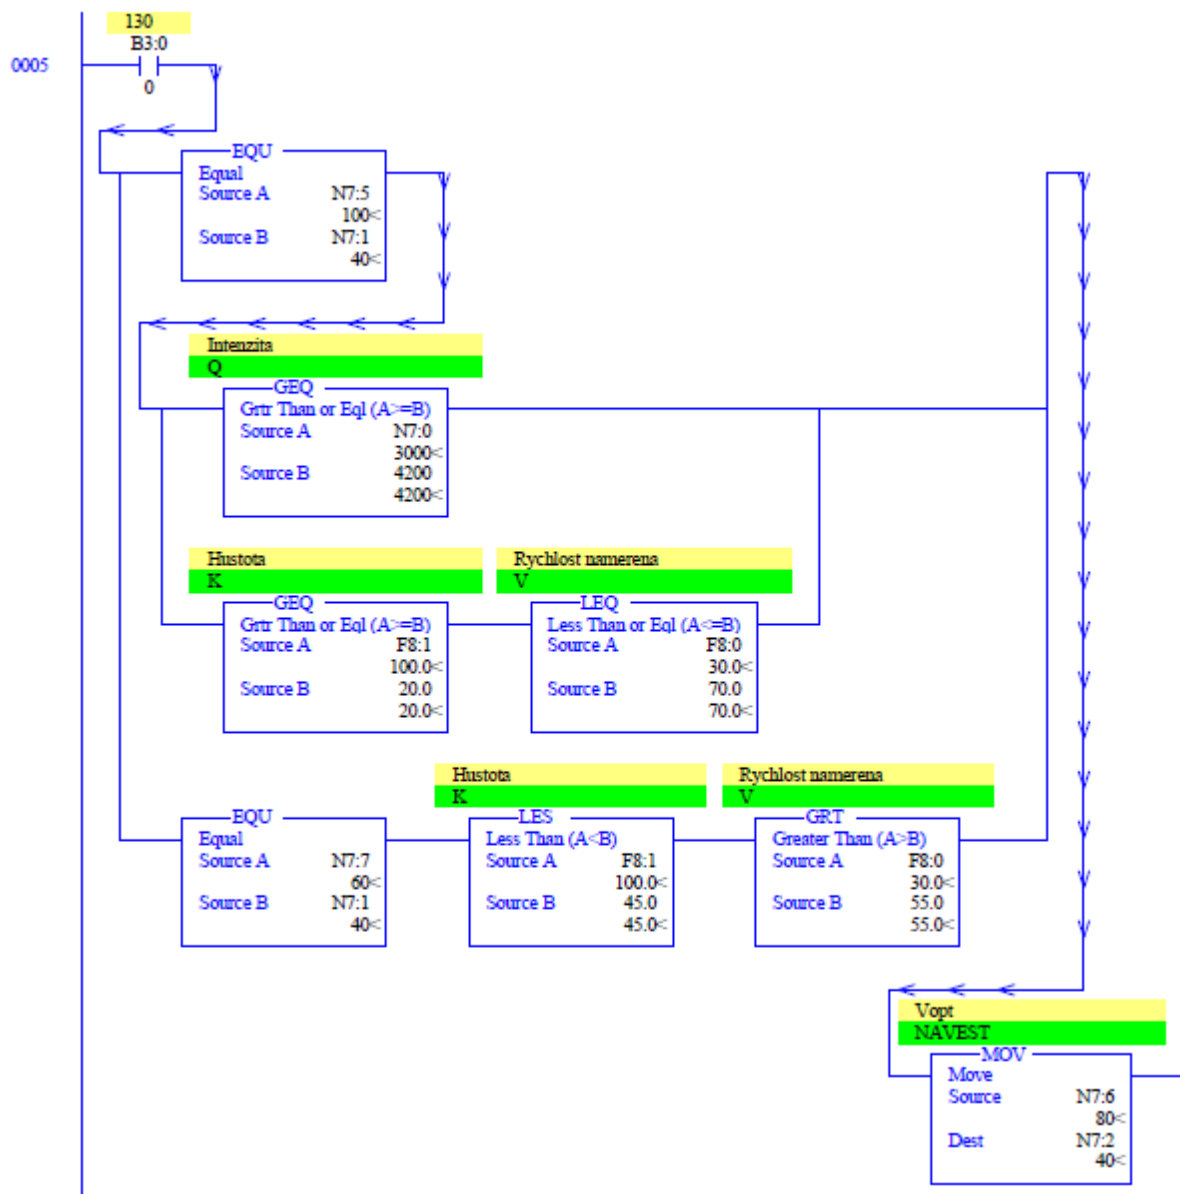 130
B3:0
0005
0
EQU
Equal
Source A N7:5
100<
Source B N7:1
40<
Intenzita
Q
GEQ
Grtr Than or Eql (A>=B)
Source A N7:0
3000<
Source B 4200
4200<
Hustota
K
GEQ
Grtr Than or Eql (A>=B)
Source A F8:1
100.0<
Source B 20.0
20.0<
Rychlost namerena
V
LEQ
Less Than or Eql (A<=B)
Source A F8:0
30.0<
Source B 70.0
70.0<
EQU
Equal
Source A N7:7
60<
Source B N7:1
40<
Hustota
K
LES
Less Than (A<B)
Source A F8:1
100.0<
Source B 45.0
45.0<
Rychlost namerena
V
GRT
Greater Than (A>B)
Source A F8:0
30.0<
Source B 55.0
55.0<
Vopt
NAVEST
MOV
Move
Source N7:6
80<
Dest N7:2
40<